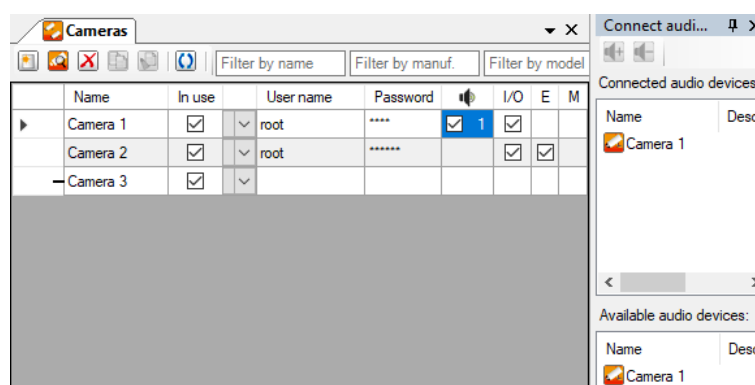 Cameras
Filter by name Filter by manuf. Filter by model
Name In use User name Password I/O E M
Camera 1 root **** 1
Camera 2 root ******
Camera 3
Connect audi...
Connected audio devices
Name Desc
Camera 1
Available audio devices:
Name Desc
Camera 1